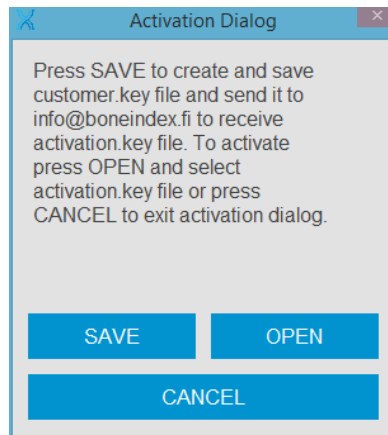 Activation Dialog
Press SAVE to create and save
customer.key file and send it to
info@boneindex.fi to receive
activation.key file. To activate
press OPEN and select
activation.key file or press
CANCEL to exit activation dialog.
SAVE
OPEN
CANCEL